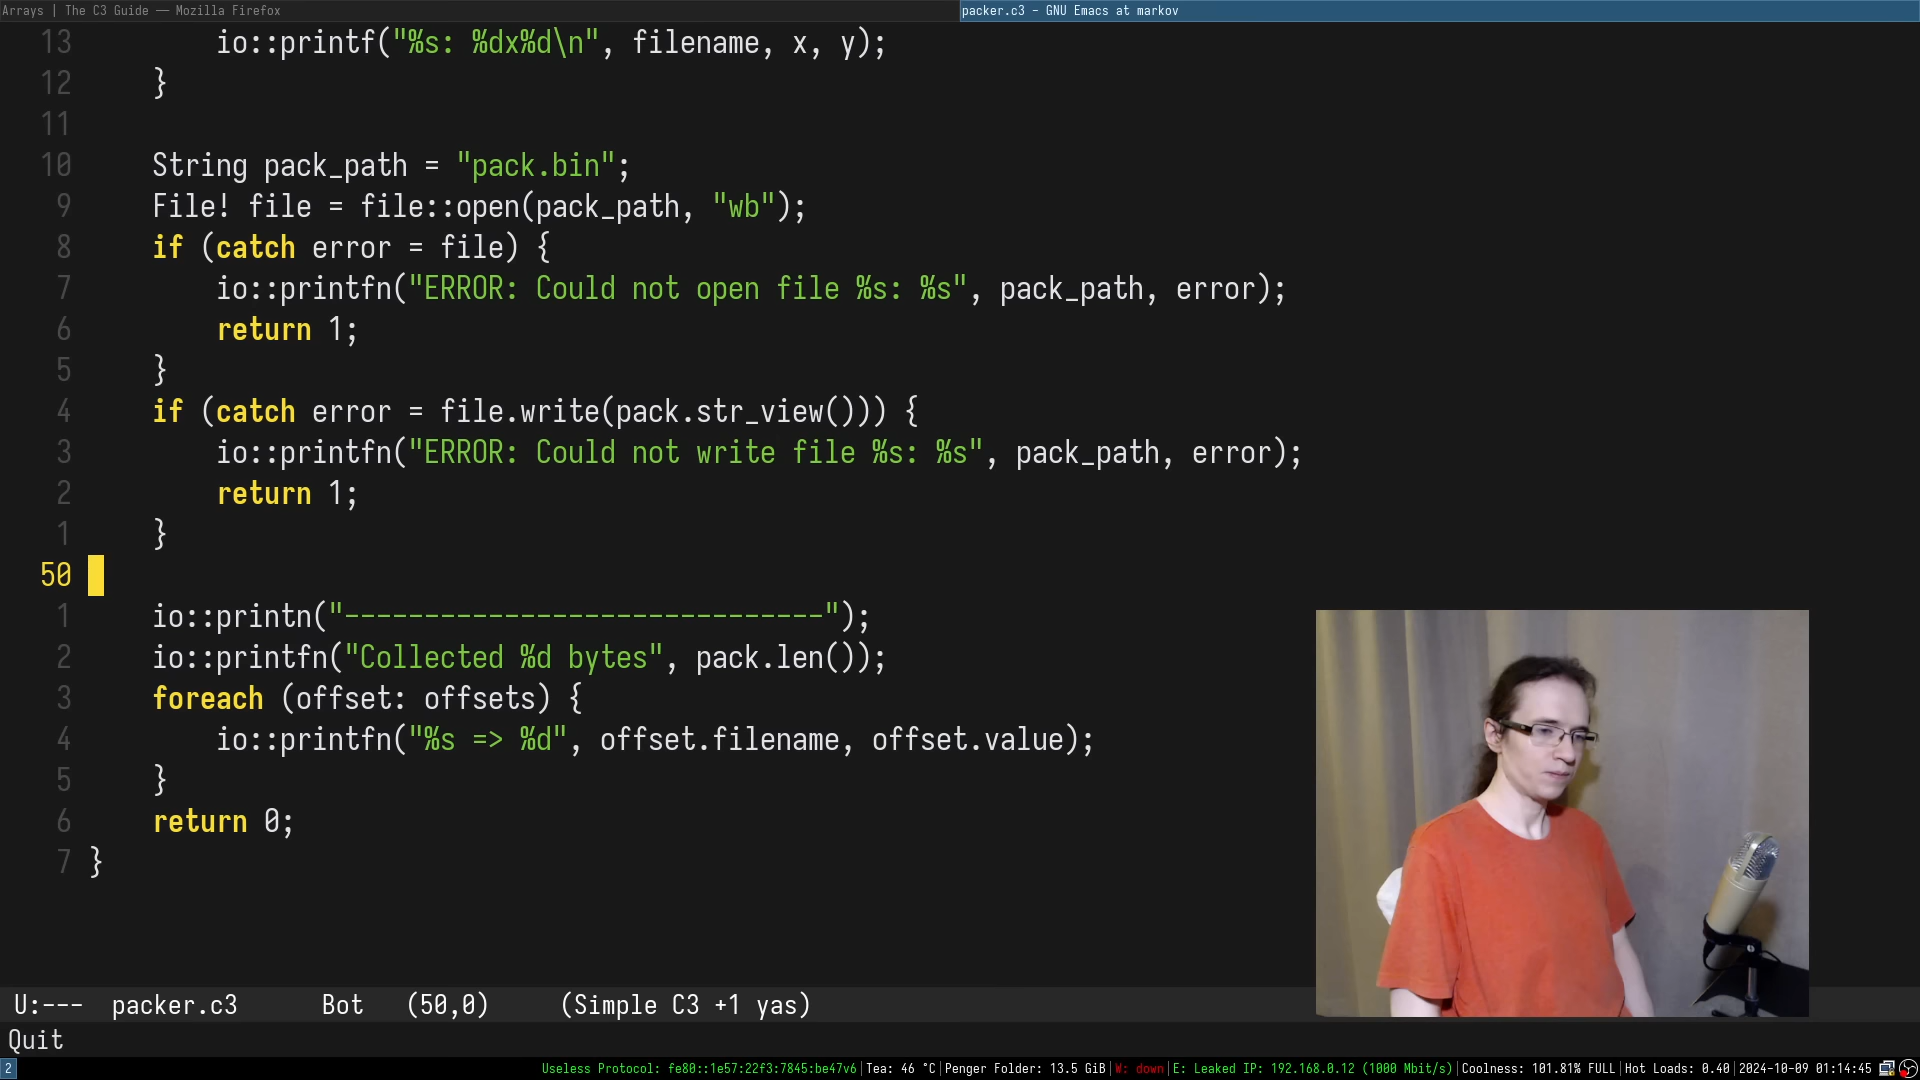 Arrays | The C3 Guide — Mozilla Firefox
packer.c3 - GNU Emacs at markov
13 io::printf("%s: %dx%d\n", filename, x, y);
12 }
11
10 String pack_path = "pack.bin";
9 File! file = file::open(pack_path, "wb");
8 if (catch error = file) {
7 io::printfn("ERROR: Could not open file %s: %s", pack_path, error);
6 return 1;
5 }
4 if (catch error = file.write(pack.str_view())) {
3 io::printfn("ERROR: Could not write file %s: %s", pack_path, error);
2 return 1;
1 }
50
1 io::printn("------------------------------");
2 io::printfn("Collected %d bytes", pack.len());
3 foreach (offset: offsets) {
4 io::printfn("%s => %d", offset.filename, offset.value);
5 }
6 return 0;
7 }
U:--- packer.c3 Bot (50,0) (Simple C3 +1 yas)
Quit
2 Useless Protocol: fe80::1e57:22f3:7845:be47v6|Tea: 46 °C|Penger Folder: 13.5 GiB|W: down|E: Leaked IP: 192.168.0.12 (1000 Mbit/s)|Coolness: 101.81% FULL|Hot Loads: 0.40|2024-10-09 01:14:45